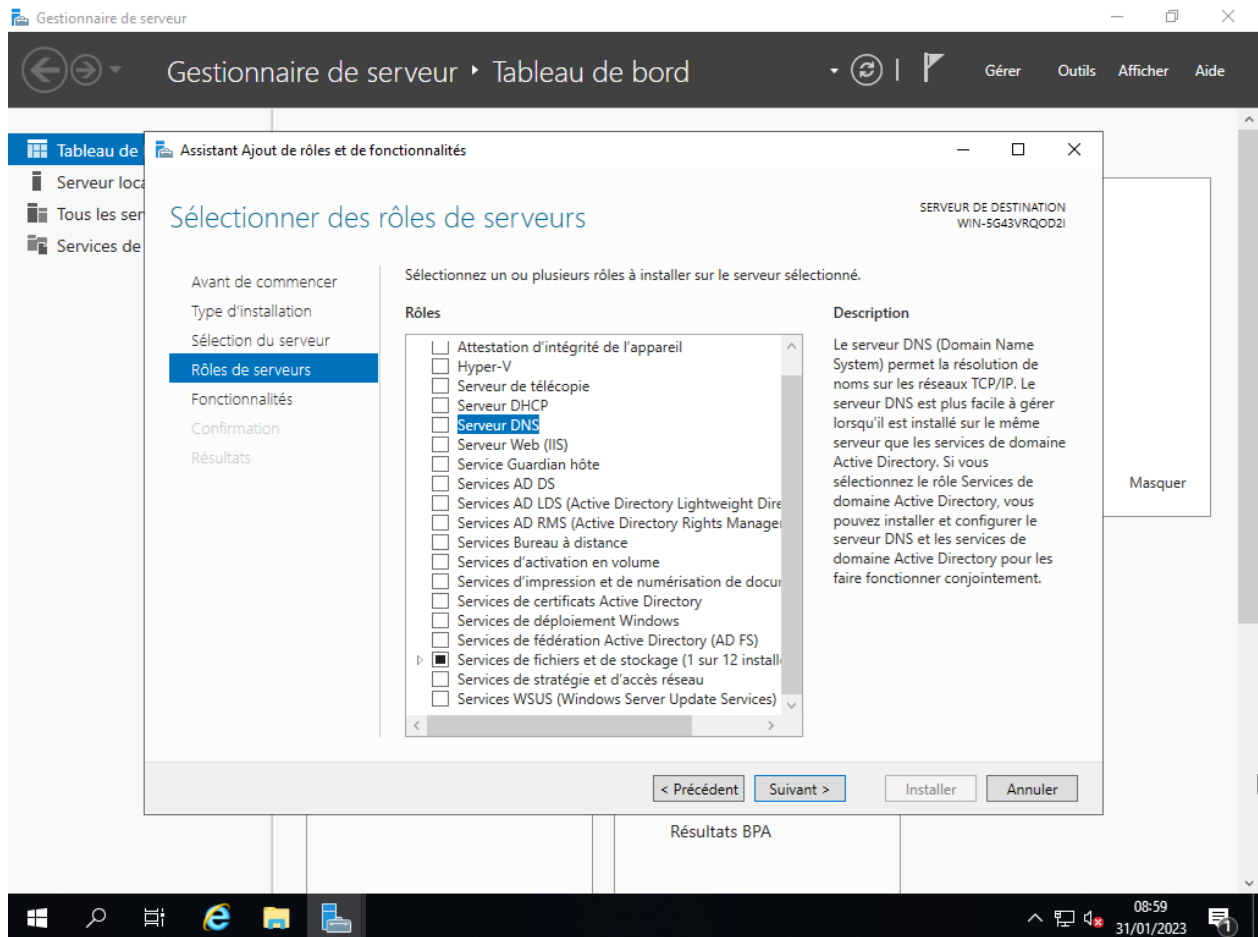 Gestionnaire de serveur
Gestionnaire de serveur
Tableau de bord
Gérer
Outils
Afficher
Aide
Tableau de
Serveur loca
Tous les ser
Services de
Assistant Ajout de rôles et de fonctionnalités
Sélectionner des rôles de serveurs
SERVEUR DE DESTINATION
WIN-5G43VRQOD2I
Avant de commencer
Type d'installation
Sélection du serveur
Rôles de serveurs
Fonctionnalités
Confirmation
Résultats
Sélectionnez un ou plusieurs rôles à installer sur le serveur sélectionné.
Rôles
Attestation d'intégrité de l'appareil
Hyper-V
Serveur de télécopie
Serveur DHCP
Serveur DNS
Serveur Web (IIS)
Service Guardian hôte
Services AD DS
Services AD LDS (Active Directory Lightweight Dire
Services AD RMS (Active Directory Rights Manage
Services Bureau à distance
Services d'activation en volume
Services d'impression et de numérisation de docu
Services de certificats Active Directory
Services de déploiement Windows
Services de fédération Active Directory (AD FS)
Services de fichiers et de stockage (1 sur 12 install
Services de stratégie et d'accès réseau
Services WSUS (Windows Server Update Services)
Description
Le serveur DNS (Domain Name
System) permet la résolution de
noms sur les réseaux TCP/IP. Le
serveur DNS est plus facile à gérer
lorsqu'il est installé sur le même
serveur que les services de domaine
Active Directory. Si vous
sélectionnez le rôle Services de
domaine Active Directory, vous
pouvez installer et configurer le
serveur DNS et les services de
domaine Active Directory pour les
faire fonctionner conjointement.
Masquer
< Précédent
Suivant >
Installer
Annuler
Résultats BPA
08:59
31/01/2023
1